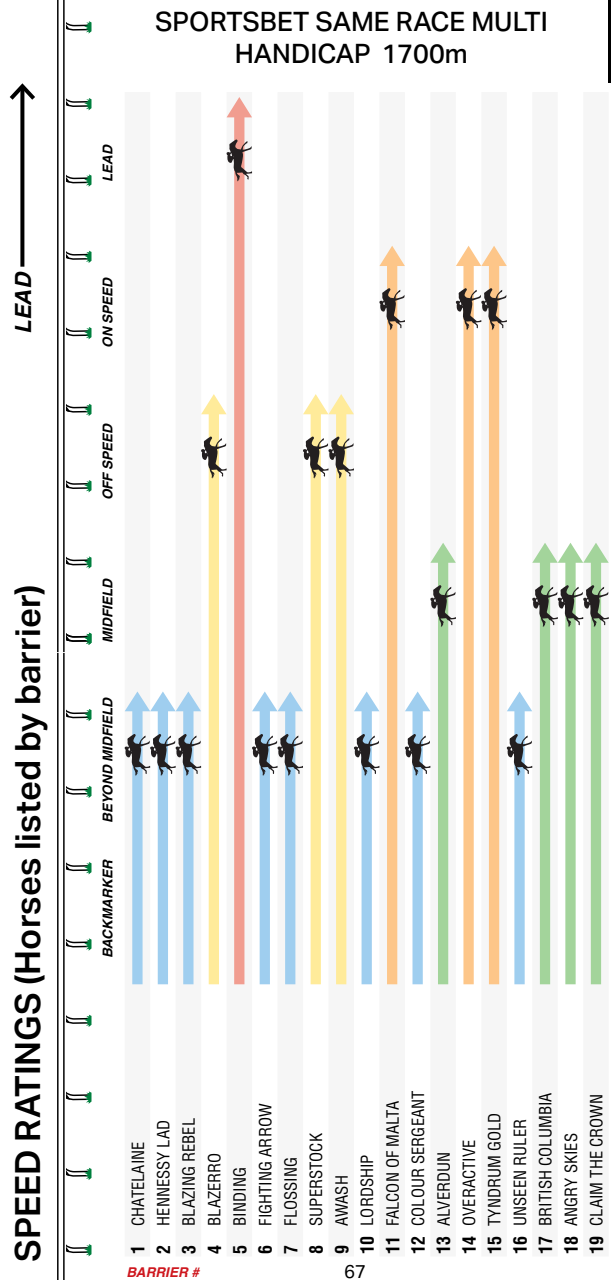 SPORTSBET SAME RACE MULTI
HANDICAP 1700m
SPEED RATINGS (Horses listed by barrier)
LEAD
BACKMARKER
BEYOND MIDFIELD
MIDFIELD
OFF SPEED
ON SPEED
LEAD
1 CHATELAINE
2 HENNESSY LAD
3 BLAZING REBEL
4 BLAZERRO
5 BINDING
6 FIGHTING ARROW
7 FLOSSING
8 SUPERSTOCK
9 AWASH
10 LORDSHIP
11 FALCON OF MALTA
12 COLOUR SERGEANT
13 ALVERDUN
14 OVERACTIVE
15 TYNDRUM GOLD
16 UNSEEN RULER
17 BRITISH COLUMBIA
18 ANGRY SKIES
19 CLAIM THE CROWN
BARRIER #
67